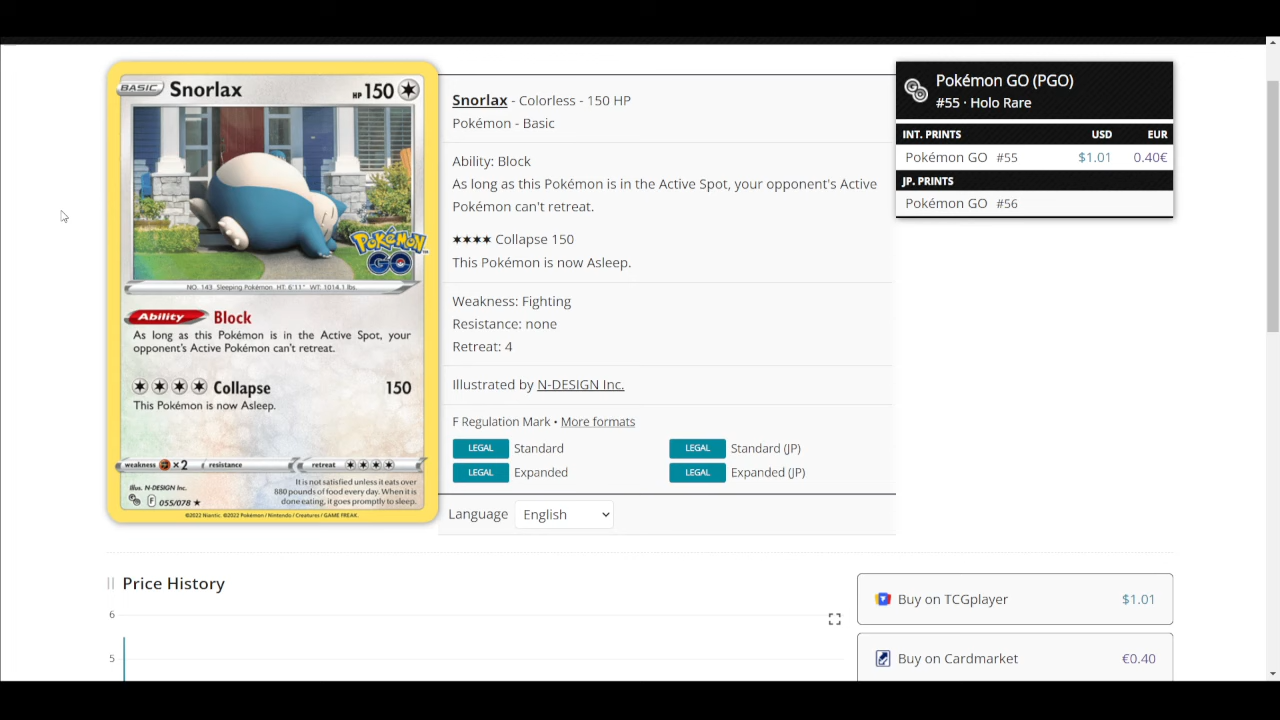 BASIC Snorlax HP 150
POKÉMON GO
NO. 143 Sleeping Pokémon HT: 6'11" WT: 1014.1 lbs.
Ability Block
As long as this Pokémon is in the Active Spot, your
opponent's Active Pokémon can't retreat.
Collapse 150
This Pokémon is now Asleep.
weakness ×2 resistance retreat
Illus. N-DESIGN Inc.
F 055/078
It is not satisfied unless it eats over
880 pounds of food every day. When it is
done eating, it goes promptly to sleep.
©2022 Niantic. ©2022 Pokémon / Nintendo / Creatures / GAME FREAK.
Snorlax - Colorless - 150 HP
Pokémon - Basic
Ability: Block
As long as this Pokémon is in the Active Spot, your opponent's Active
Pokémon can't retreat.
Collapse 150
This Pokémon is now Asleep.
Weakness: Fighting
Resistance: none
Retreat: 4
Illustrated by N-DESIGN Inc.
F Regulation Mark • More formats
LEGAL Standard LEGAL Standard (JP)
LEGAL Expanded LEGAL Expanded (JP)
Language English
Pokémon GO (PGO)
#55 · Holo Rare
INT. PRINTS USD EUR
Pokémon GO #55 $1.01 0.40€
JP. PRINTS
Pokémon GO #56
Price History
6
5
Buy on TCGplayer $1.01
Buy on Cardmarket €0.40